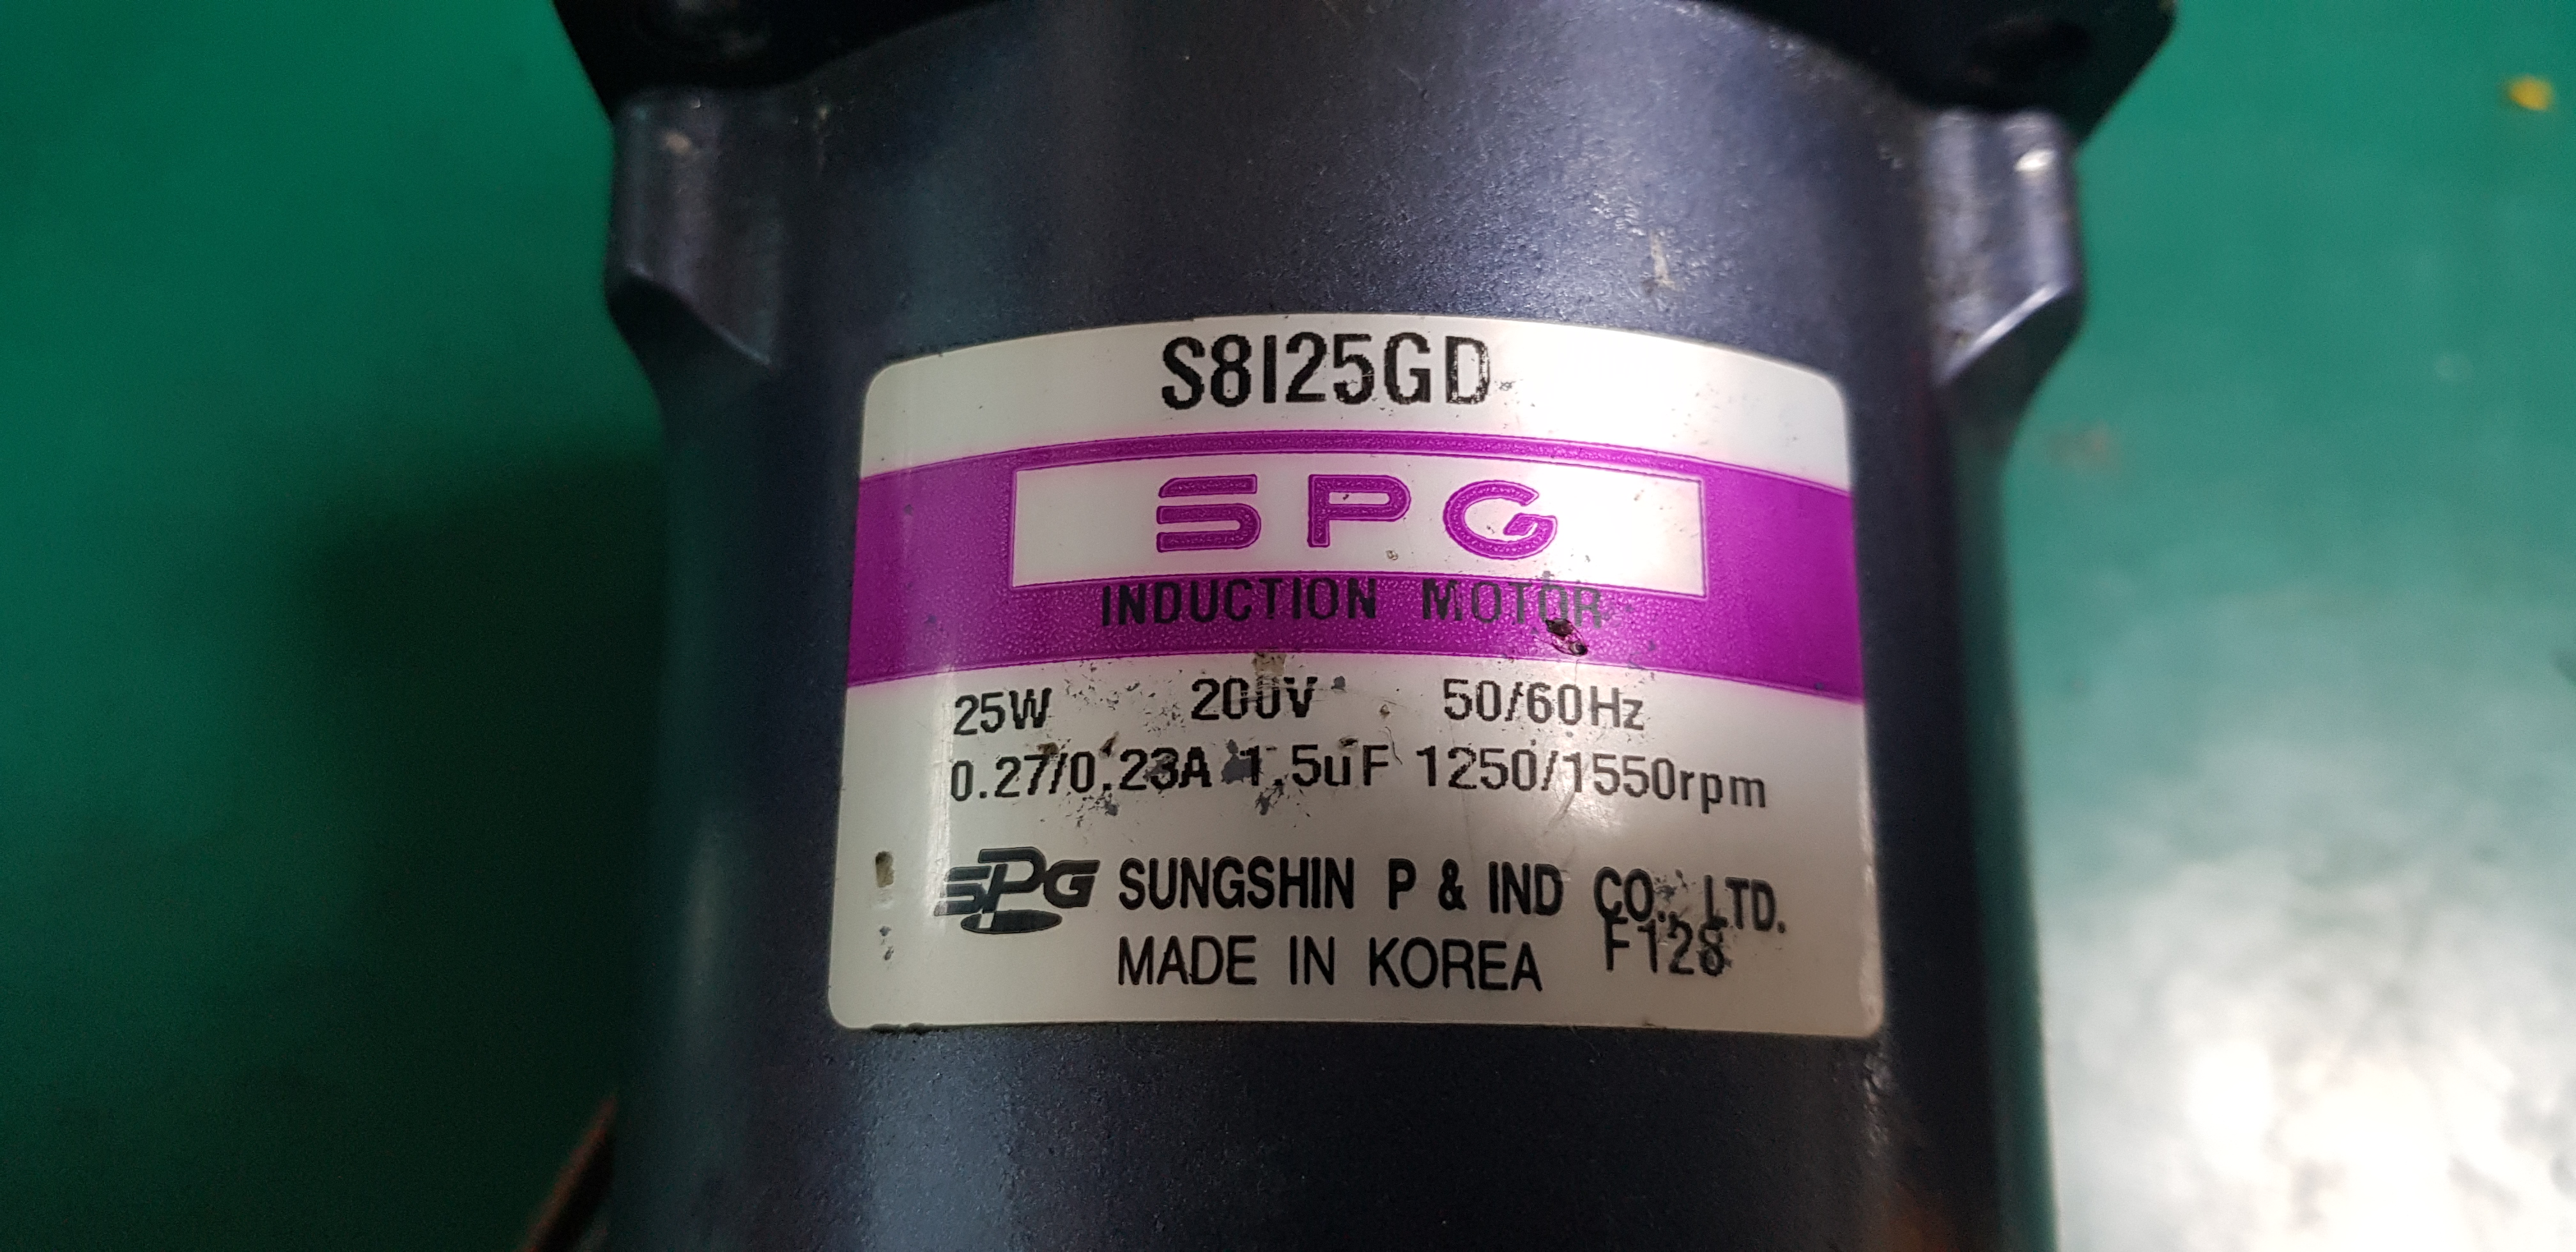 S8I25GD
SPG
INDUCTION MOTOR
25W 200V 50/60Hz
0.27/0.23A 1.5uF 1250/1550rpm
SPG SUNGSHIN P & IND CO., LTD.
MADE IN KOREA F128